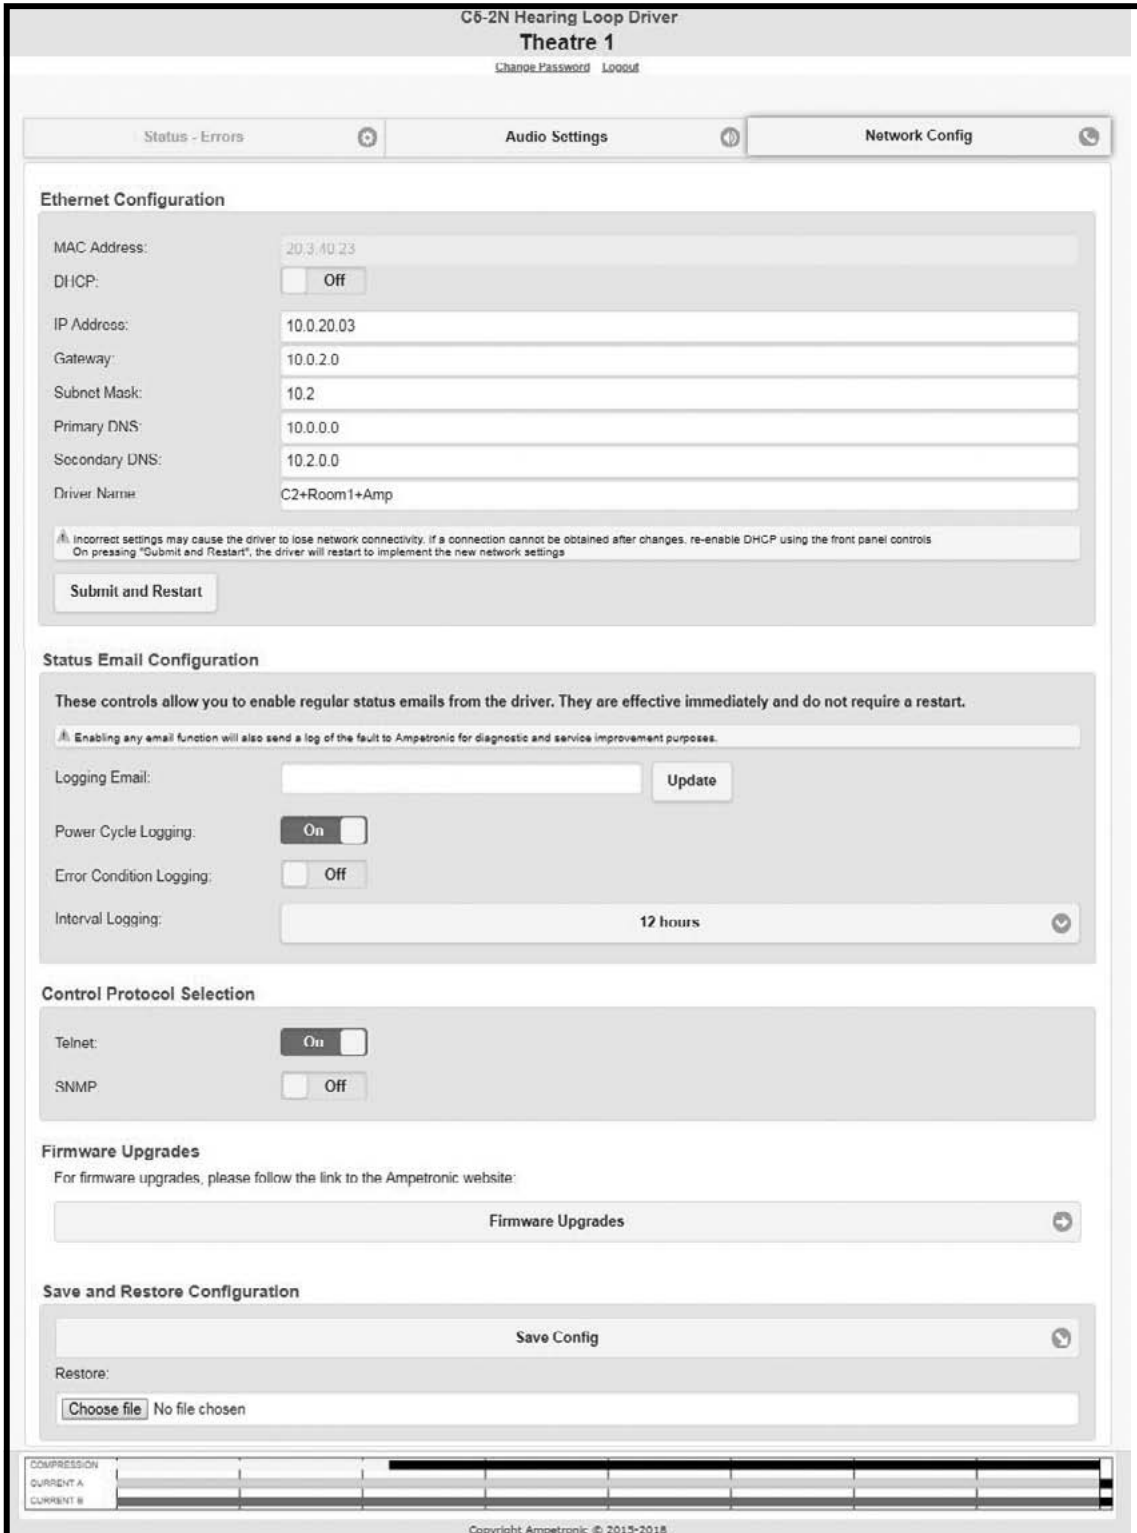 C5-2N Hearing Loop Driver
Theatre 1
Change Password Logout
Status - Errors
Audio Settings
Network Config
Ethernet Configuration
MAC Address: 20.3.40.23
DHCP: Off
IP Address: 10.0.20.03
Gateway: 10.0.2.0
Subnet Mask: 10.2
Primary DNS: 10.0.0.0
Secondary DNS: 10.2.0.0
Driver Name: C2+Room1+Amp
Incorrect settings may cause the driver to lose network connectivity. If a connection cannot be obtained after changes, re-enable DHCP using the front panel controls
On pressing "Submit and Restart", the driver will restart to implement the new network settings
Submit and Restart
Status Email Configuration
These controls allow you to enable regular status emails from the driver. They are effective immediately and do not require a restart.
Enabling any email function will also send a log of the fault to Ampetronic for diagnostic and service improvement purposes.
Logging Email: Update
Power Cycle Logging: On
Error Condition Logging: Off
Interval Logging: 12 hours
Control Protocol Selection
Telnet: On
SNMP Off
Firmware Upgrades
For firmware upgrades, please follow the link to the Ampetronic website:
Firmware Upgrades
Save and Restore Configuration
Save Config
Restore:
Choose file No file chosen
COMPRESSION
CURRENT A
CURRENT B
Copyright Ampetronic © 2015-2018